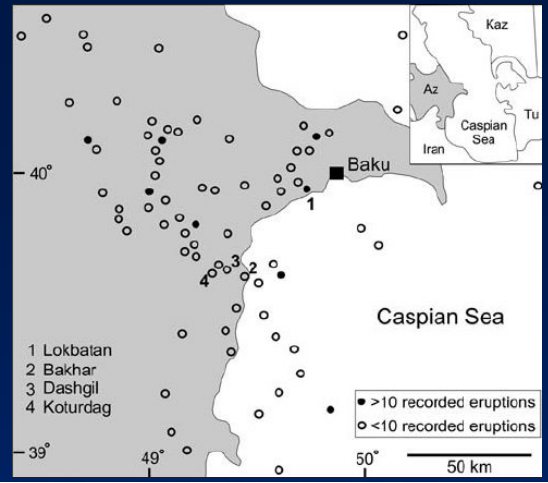 Kaz
Az
Tu
Caspian
Sea
Iran
40°
Baku
1
3
2
4
Caspian Sea
1 Lokbatan
2 Bakhar
3 Dashgil
4 Koturdag
>10 recorded eruptions
<10 recorded eruptions
39°
49°
50°
50 km